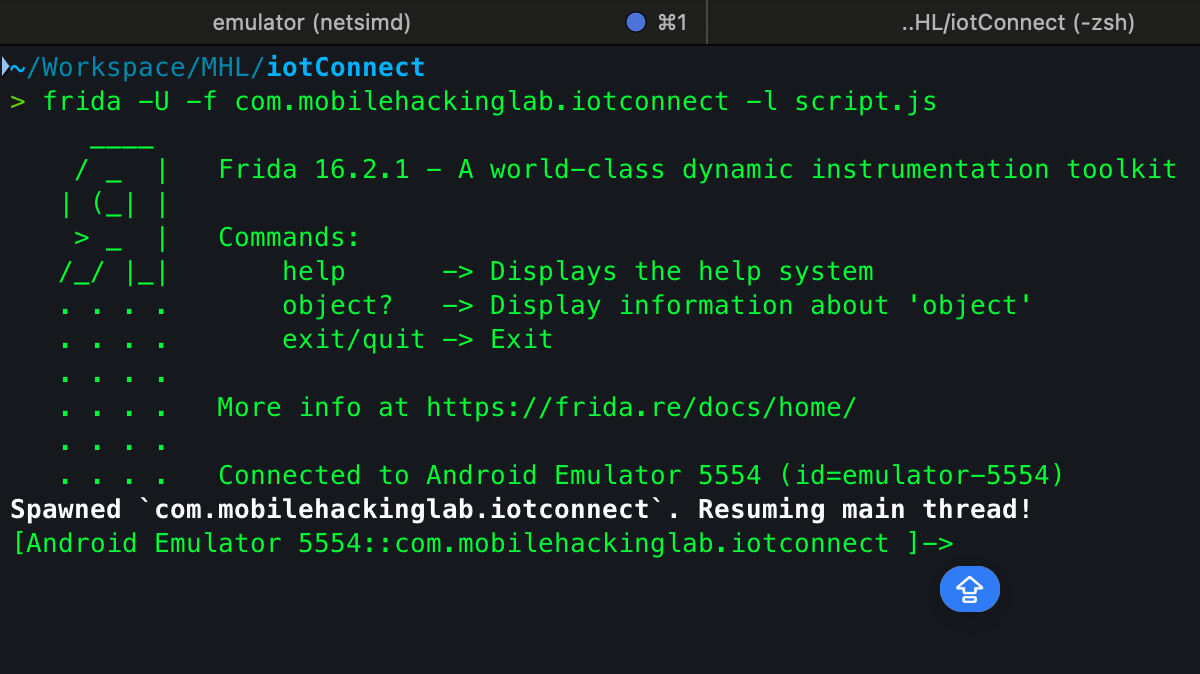 emulator (netsimd) ⌘1 ..HL/iotConnect (-zsh)
~/Workspace/MHL/iotConnect
> frida -U -f com.mobilehackinglab.iotconnect -l script.js
     ____
    / _  |   Frida 16.2.1 - A world-class dynamic instrumentation toolkit
   | (_| |
    > _  |   Commands:
   /_/ |_|       help      -> Displays the help system
   . . . .       object?   -> Display information about 'object'
   . . . .       exit/quit -> Exit
   . . . .
   . . . .   More info at https://frida.re/docs/home/
   . . . .
   . . . .   Connected to Android Emulator 5554 (id=emulator-5554)
Spawned `com.mobilehackinglab.iotconnect`. Resuming main thread!
[Android Emulator 5554::com.mobilehackinglab.iotconnect ]->